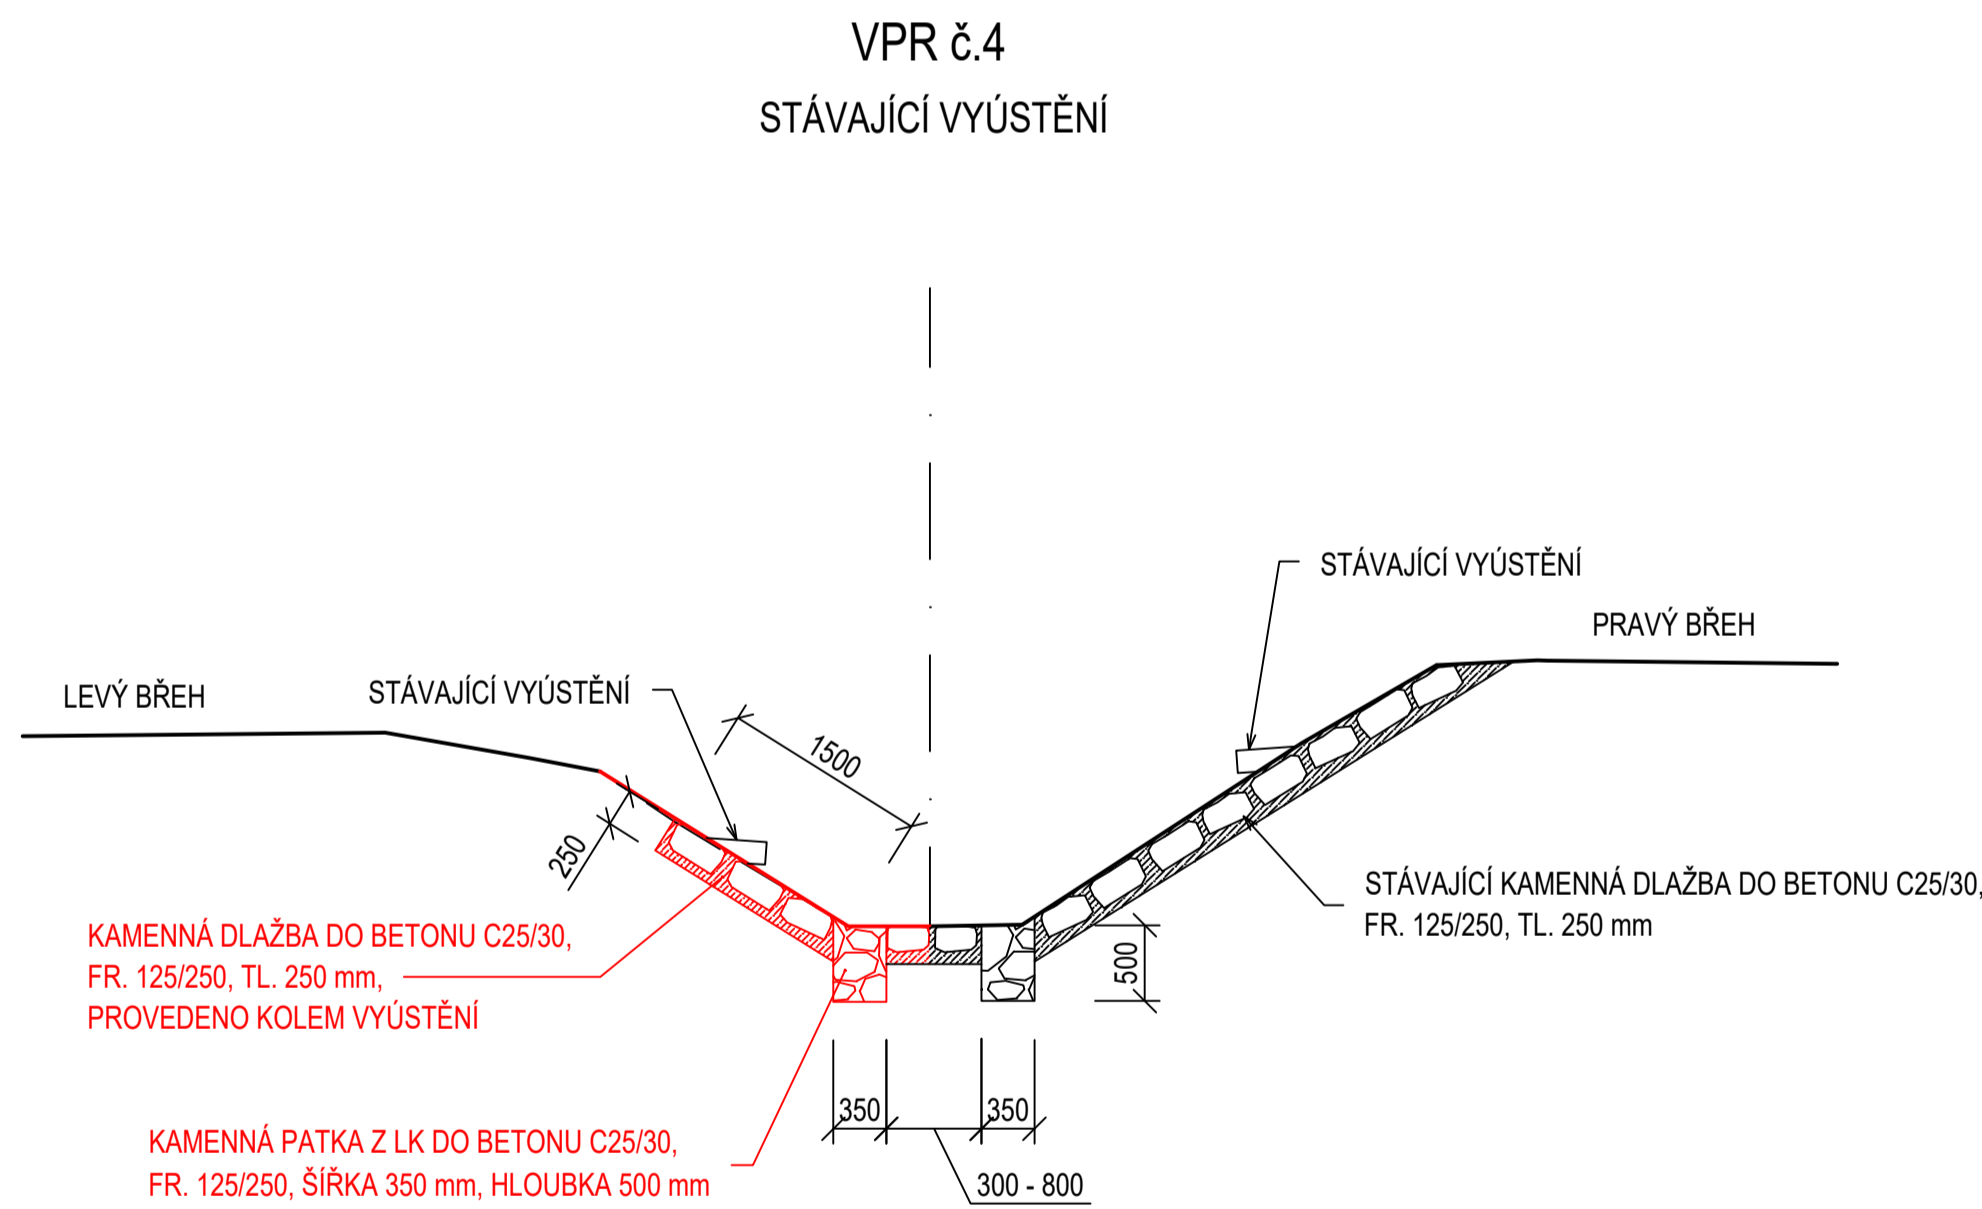 VPR č.4
STÁVAJÍCÍ VYÚSTĚNÍ
STÁVAJÍCÍ VYÚSTĚNÍ
PRAVÝ BŘEH
LEVÝ BŘEH
STÁVAJÍCÍ VYÚSTĚNÍ
1500
250
STÁVAJÍCÍ KAMENNÁ DLAŽBA DO BETONU C25/30,
FR. 125/250, TL. 250 mm
KAMENNÁ DLAŽBA DO BETONU C25/30,
FR. 125/250, TL. 250 mm,
PROVEDENO KOLEM VYÚSTĚNÍ
500
350
350
KAMENNÁ PATKA Z LK DO BETONU C25/30,
FR. 125/250, ŠÍŘKA 350 mm, HLOUBKA 500 mm
300 - 800